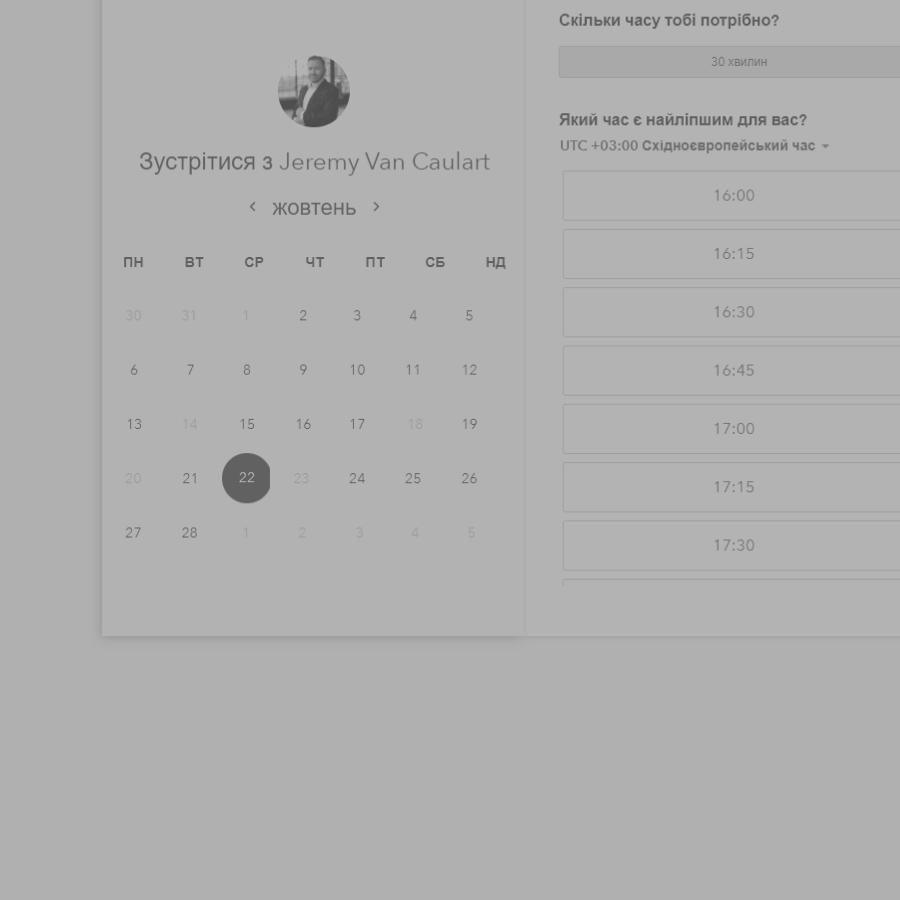 Зустрітися з Jeremy Van Caulart
жовтень
ПН ВТ СР ЧТ ПТ СБ НД
30 31 1 2 3 4 5
6 7 8 9 10 11 12
13 14 15 16 17 18 19
20 21 22 23 24 25 26
27 28 1 2 3 4 5
Скільки часу тобі потрібно?
30 хвилин
Який час є найліпшим для вас?
UTC +03:00 Східноєвропейський час
16:00
16:15
16:30
16:45
17:00
17:15
17:30